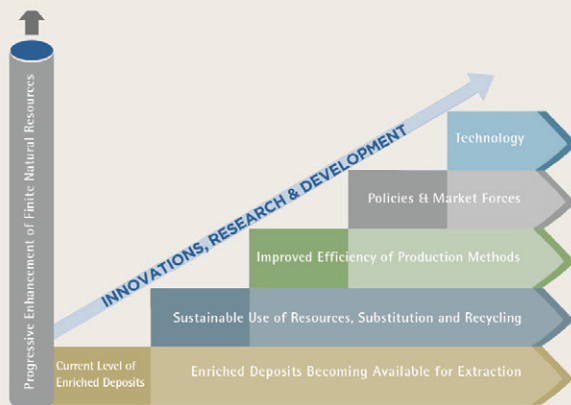 Progressive Enhancement of Finite Natural Resources
INNOVATIONS, RESEARCH & DEVELOPMENT
Technology
Policies & Market Forces
Improved Efficiency of Production Methods
Sustainable Use of Resources, Substitution and Recycling
Current Level of
Enriched Deposits
Enriched Deposits Becoming Available for Extraction